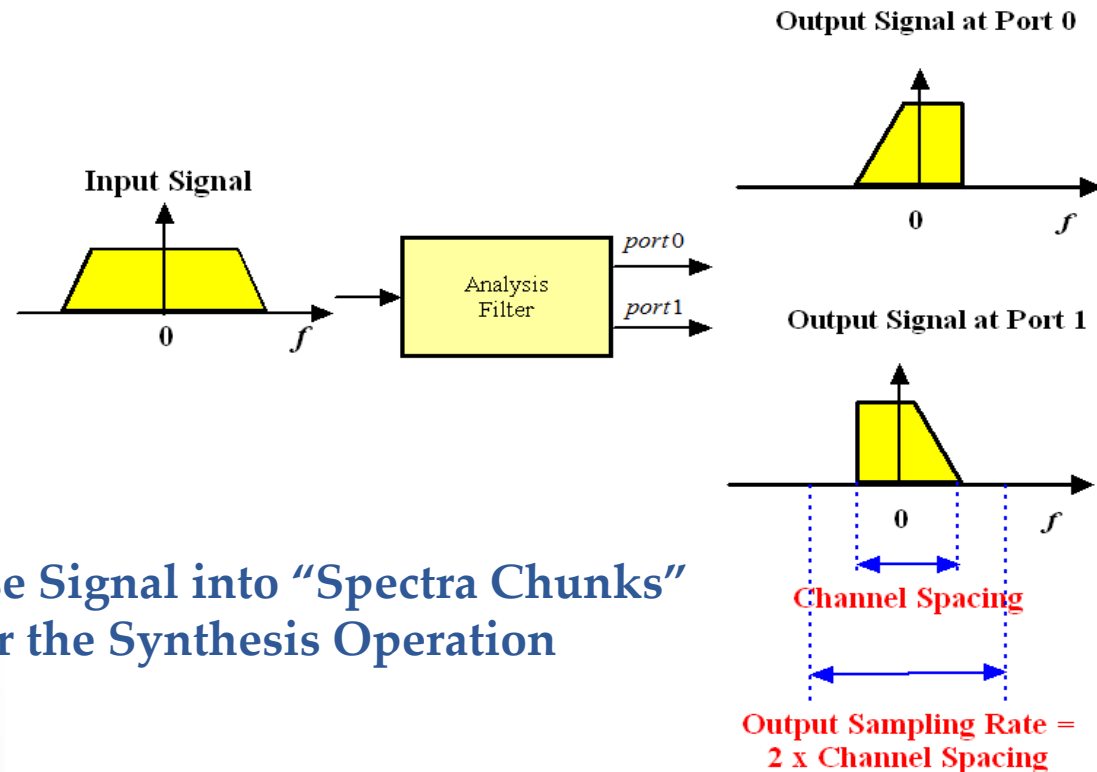 Output Signal at Port 0
Input Signal
0
f
Analysis
Filter
port0
port1
0
f
Output Signal at Port 1
0
f
Channel Spacing
Output Sampling Rate =
2 x Channel Spacing
Signal into “Spectra Chunks”
the Synthesis Operation